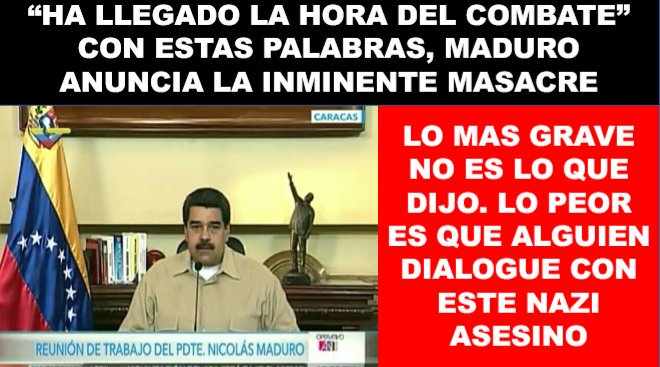 “HA LLEGADO LA HORA DEL COMBATE”
CON ESTAS PALABRAS, MADURO
ANUNCIA LA INMINENTE MASACRE
CARACAS
REUNIÓN DE TRABAJO DEL PDTE. NICOLÁS MADURO
OPERATIVO
LO MAS GRAVE
NO ES LO QUE
DIJO. LO PEOR
ES QUE ALGUIEN
DIALOGUE CON
ESTE NAZI
ASESINO